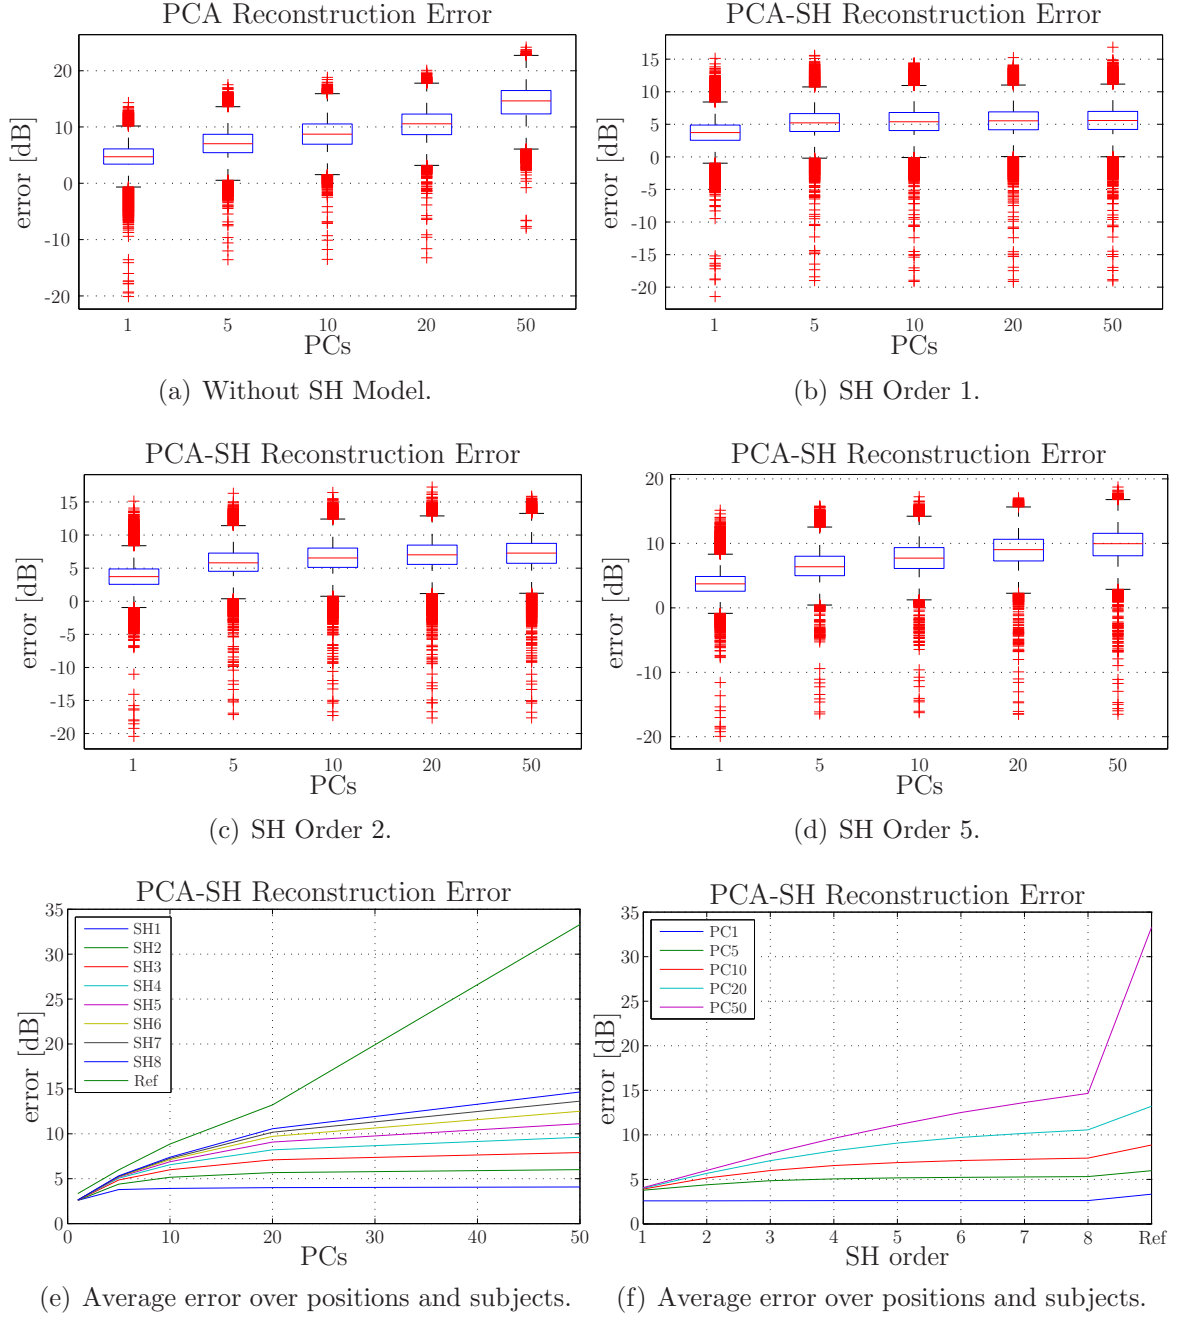 PCA Reconstruction Error
error [dB]
20
10
0
-10
-20
1 5 10 20 50
PCs
(a) Without SH Model.
PCA-SH Reconstruction Error
error [dB]
15
10
5
0
-5
-10
-15
-20
1 5 10 20 50
PCs
(b) SH Order 1.
PCA-SH Reconstruction Error
error [dB]
15
10
5
0
-5
-10
-15
-20
1 5 10 20 50
PCs
(c) SH Order 2.
PCA-SH Reconstruction Error
error [dB]
20
10
0
-10
-20
1 5 10 20 50
PCs
(d) SH Order 5.
PCA-SH Reconstruction Error
error [dB]
35
30
25
20
15
10
5
0
SH1
SH2
SH3
SH4
SH5
SH6
SH7
SH8
Ref
0 10 20 30 40 50
PCs
(e) Average error over positions and subjects.
PCA-SH Reconstruction Error
error [dB]
35
30
25
20
15
10
5
0
PC1
PC5
PC10
PC20
PC50
1 2 3 4 5 6 7 8 Ref
SH order
(f) Average error over positions and subjects.